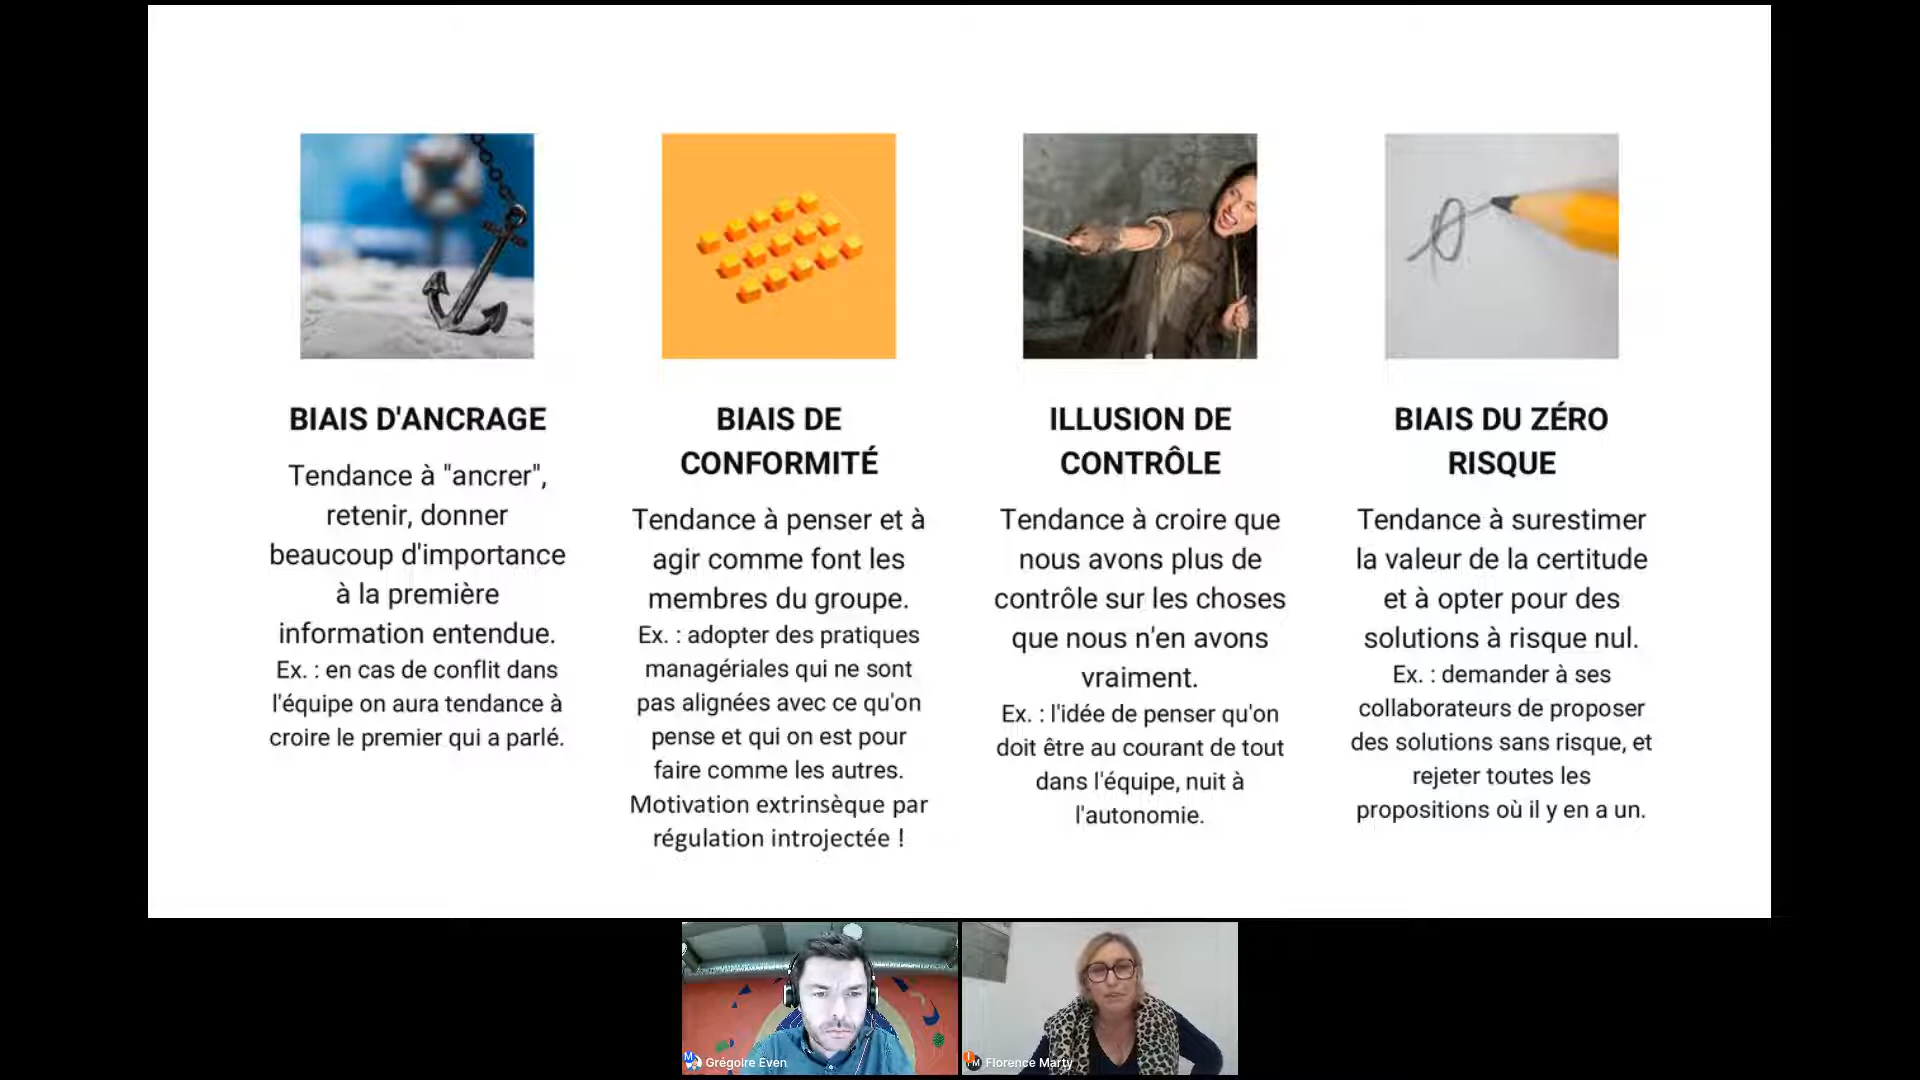 BIAIS D'ANCRAGE
Tendance à "ancrer",
retenir, donner
beaucoup d'importance
à la première
information entendue.
Ex. : en cas de conflit dans
l'équipe on aura tendance à
croire le premier qui a parlé.
BIAIS DE
CONFORMITÉ
Tendance à penser et à
agir comme font les
membres du groupe.
Ex. : adopter des pratiques
managériales qui ne sont
pas alignées avec ce qu'on
pense et qui on est pour
faire comme les autres.
Motivation extrinsèque par
régulation introjectée !
ILLUSION DE
CONTRÔLE
Tendance à croire que
nous avons plus de
contrôle sur les choses
que nous n'en avons
vraiment.
Ex. : l'idée de penser qu'on
doit être au courant de tout
dans l'équipe, nuit à
l'autonomie.
BIAIS DU ZÉRO
RISQUE
Tendance à surestimer
la valeur de la certitude
et à opter pour des
solutions à risque nul.
Ex. : demander à ses
collaborateurs de proposer
des solutions sans risque, et
rejeter toutes les
propositions où il y en a un.
Grégoire Even
Florence Marty